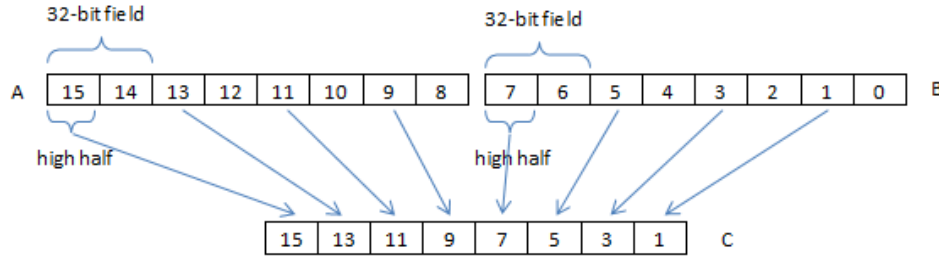 32-bit field 32-bit field
A 15 14 13 12 11 10 9 8 7 6 5 4 3 2 1 0 B
high half high half
15 13 11 9 7 5 3 1 C